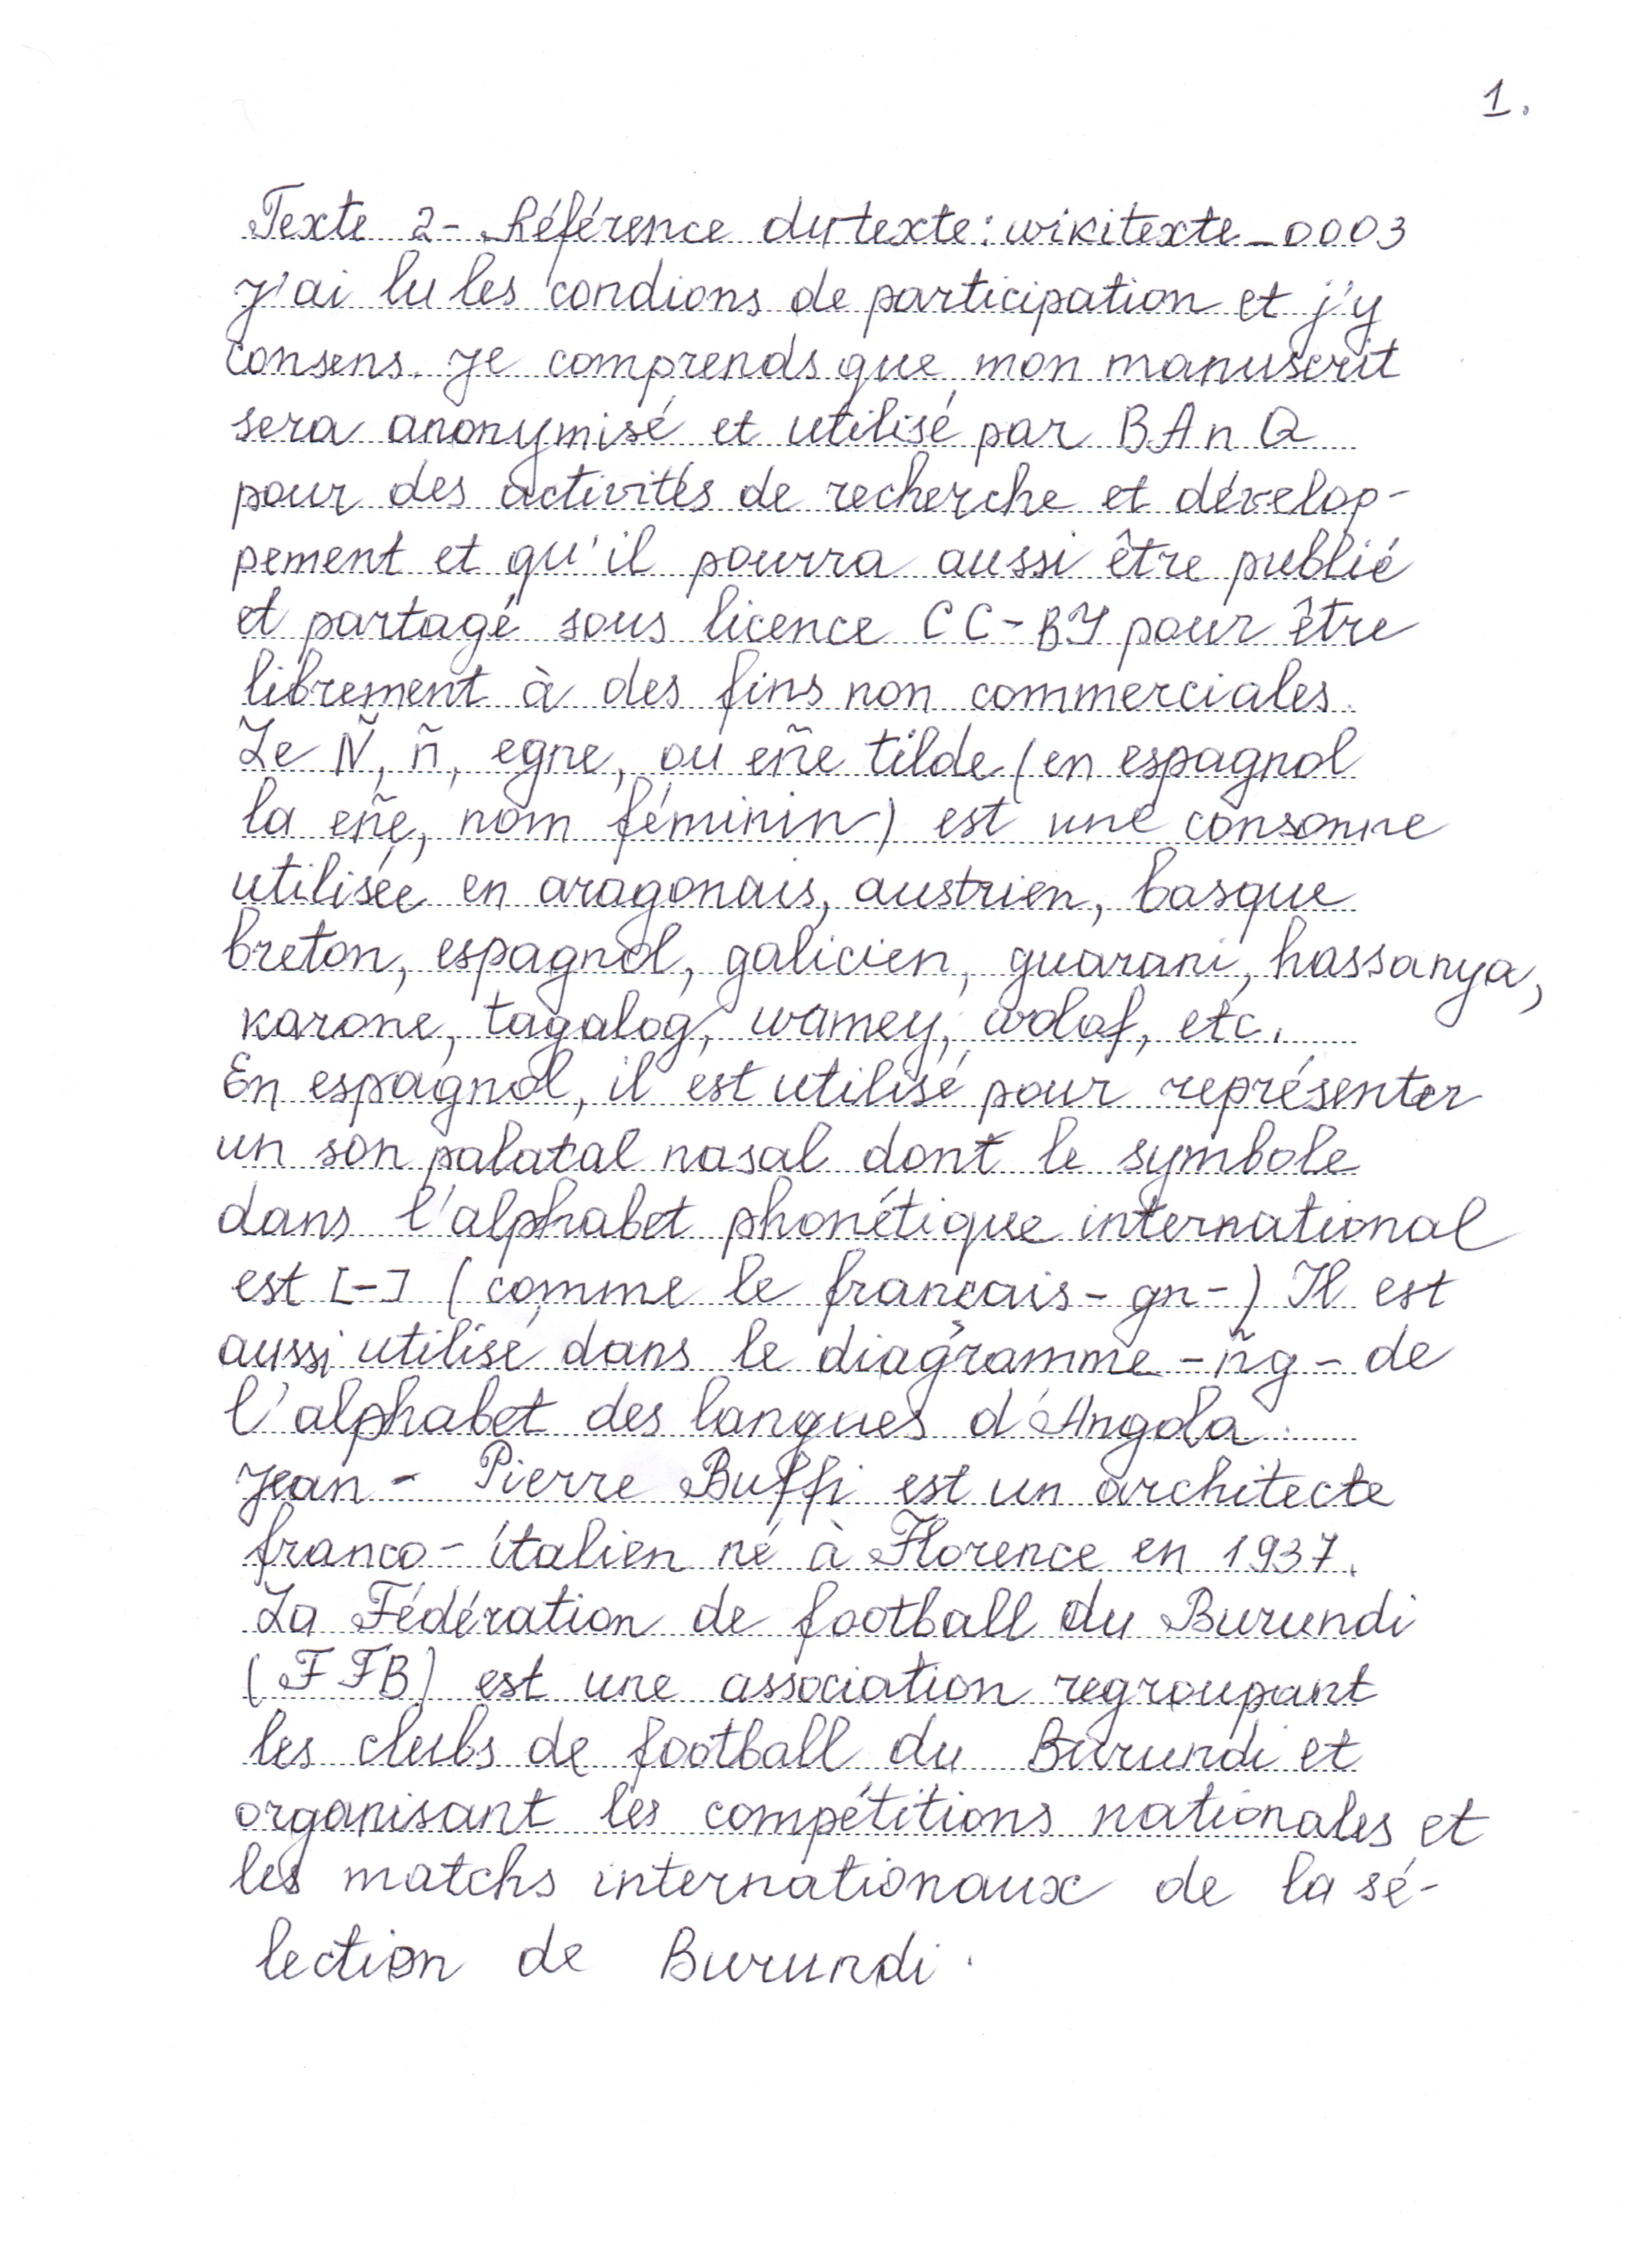 1.
Texte 2- Référence du texte : wikitexte_0003
J'ai lu les condions de participation et j'y
consens. Je comprends que mon manuscrit
sera anonymisé et utilisé par BAnQ
pour des activités de recherche et dévelop-
pement et qu'il pourra aussi être publié
et partagé sous licence CC-BY pour être
librement à des fins non commerciales.
Le Ñ, ñ, egne, ou eñe tilde (en espagnol
la eñe, nom féminin) est une consonne
utilisée en aragonais, austrien, basque
breton, espagnol, galicien, guarani, hassanya,
karone, tagalog, wamey, wolof, etc.
En espagnol, il est utilisé pour représenter
un son palatal nasal dont le symbole
dans l'alphabet phonétique international
est [-] (comme le français - gn -) Il est
aussi utilisé dans le diagramme - ñg - de
l'alphabet des langues d'Angola.
Jean - Pierre Buffi est un architecte
franco - italien né à Florence en 1937.
La Fédération de football du Burundi
(FFB) est une association regroupant
les clubs de football du Burundi et
organisant les compétitions nationales et
les matchs internationaux de la sé-
lection de Burundi.